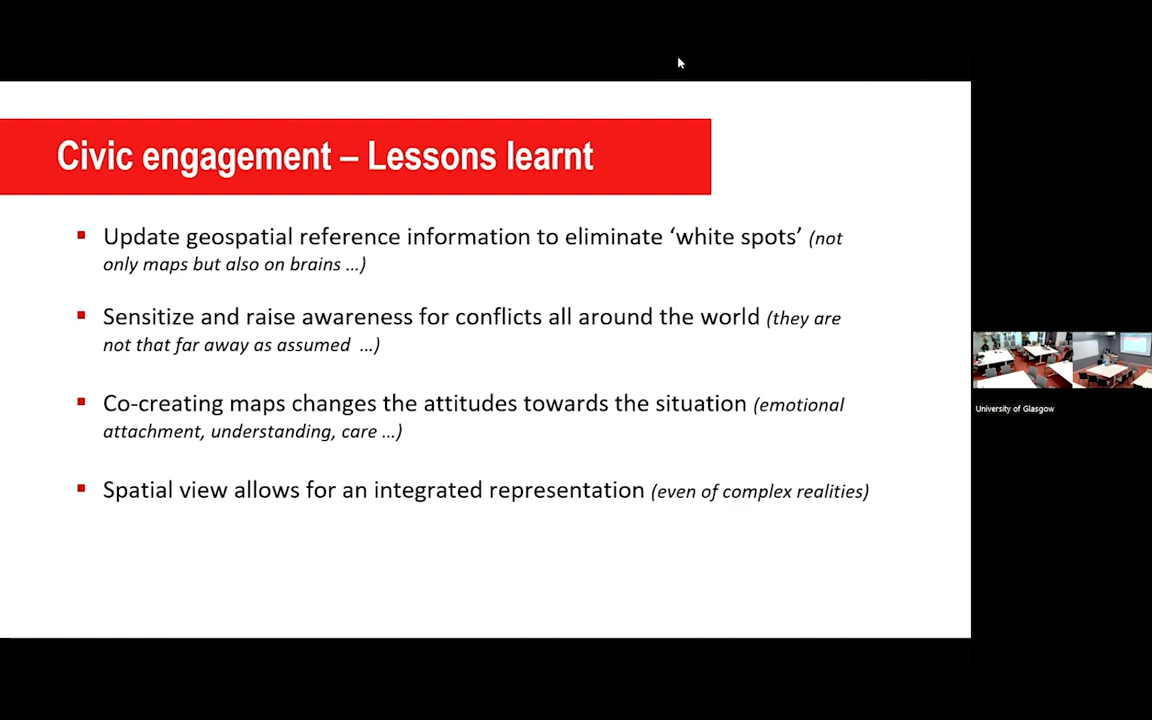 Civic engagement – Lessons learnt
▪ Update geospatial reference information to eliminate ‘white spots’ (not
only maps but also on brains ...)
▪ Sensitize and raise awareness for conflicts all around the world (they are
not that far away as assumed ...)
▪ Co-creating maps changes the attitudes towards the situation (emotional
attachment, understanding, care ...)
▪ Spatial view allows for an integrated representation (even of complex realities)
University of Glasgow